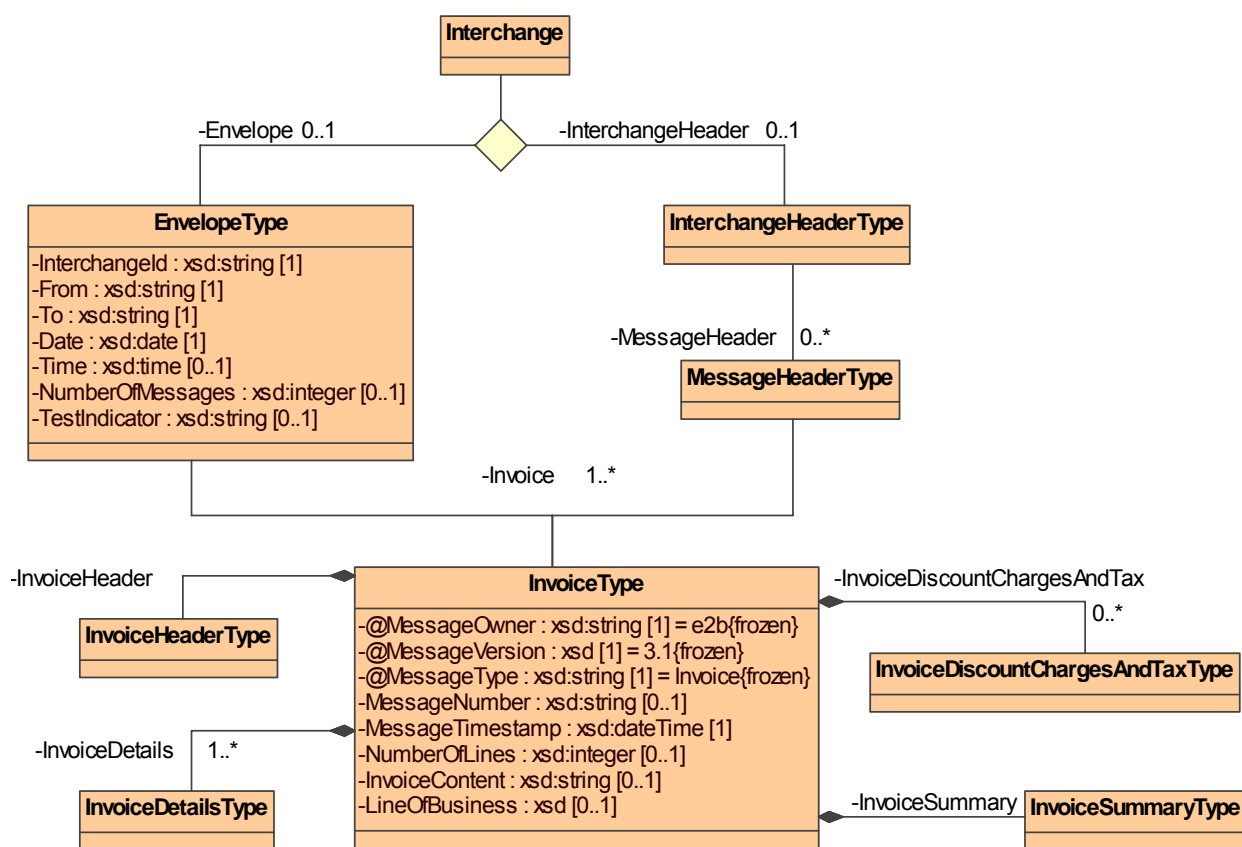 Interchange
-Envelope 0..1
-InterchangeHeader 0..1
EnvelopeType
-InterchangeId : xsd:string [1]
-From : xsd:string [1]
-To : xsd:string [1]
-Date : xsd:date [1]
-Time : xsd:time [0..1]
-NumberOfMessages : xsd:integer [0..1]
-TestIndicator : xsd:string [0..1]
InterchangeHeaderType
-MessageHeader 0..*
MessageHeaderType
-Invoice 1..*
-InvoiceHeader
InvoiceHeaderType
-InvoiceDetails 1..*
InvoiceDetailsType
InvoiceType
-@MessageOwner : xsd:string [1] = e2b{frozen}
-@MessageVersion : xsd [1] = 3.1{frozen}
-@MessageType : xsd:string [1] = Invoice{frozen}
-MessageNumber : xsd:string [0..1]
-MessageTimestamp : xsd:dateTime [1]
-NumberOfLines : xsd:integer [0..1]
-InvoiceContent : xsd:string [0..1]
-LineOfBusiness : xsd [0..1]
-InvoiceDiscountChargesAndTax
0..*
InvoiceDiscountChargesAndTaxType
-InvoiceSummary
InvoiceSummaryType